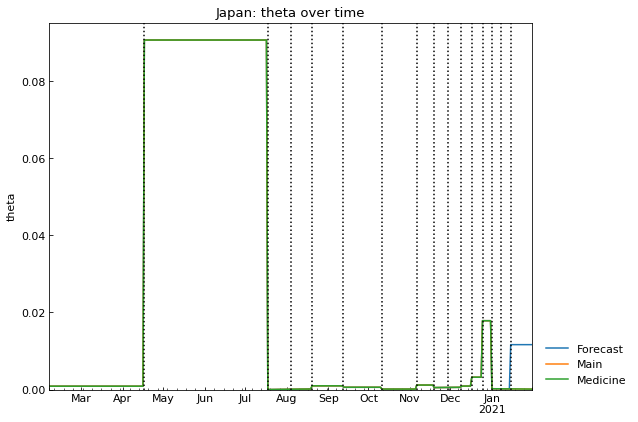 Japan: theta over time
theta
0.08
0.06
0.04
0.02
0.00
Mar Apr May Jun Jul Aug Sep Oct Nov Dec Jan
2021
Forecast
Main
Medicine